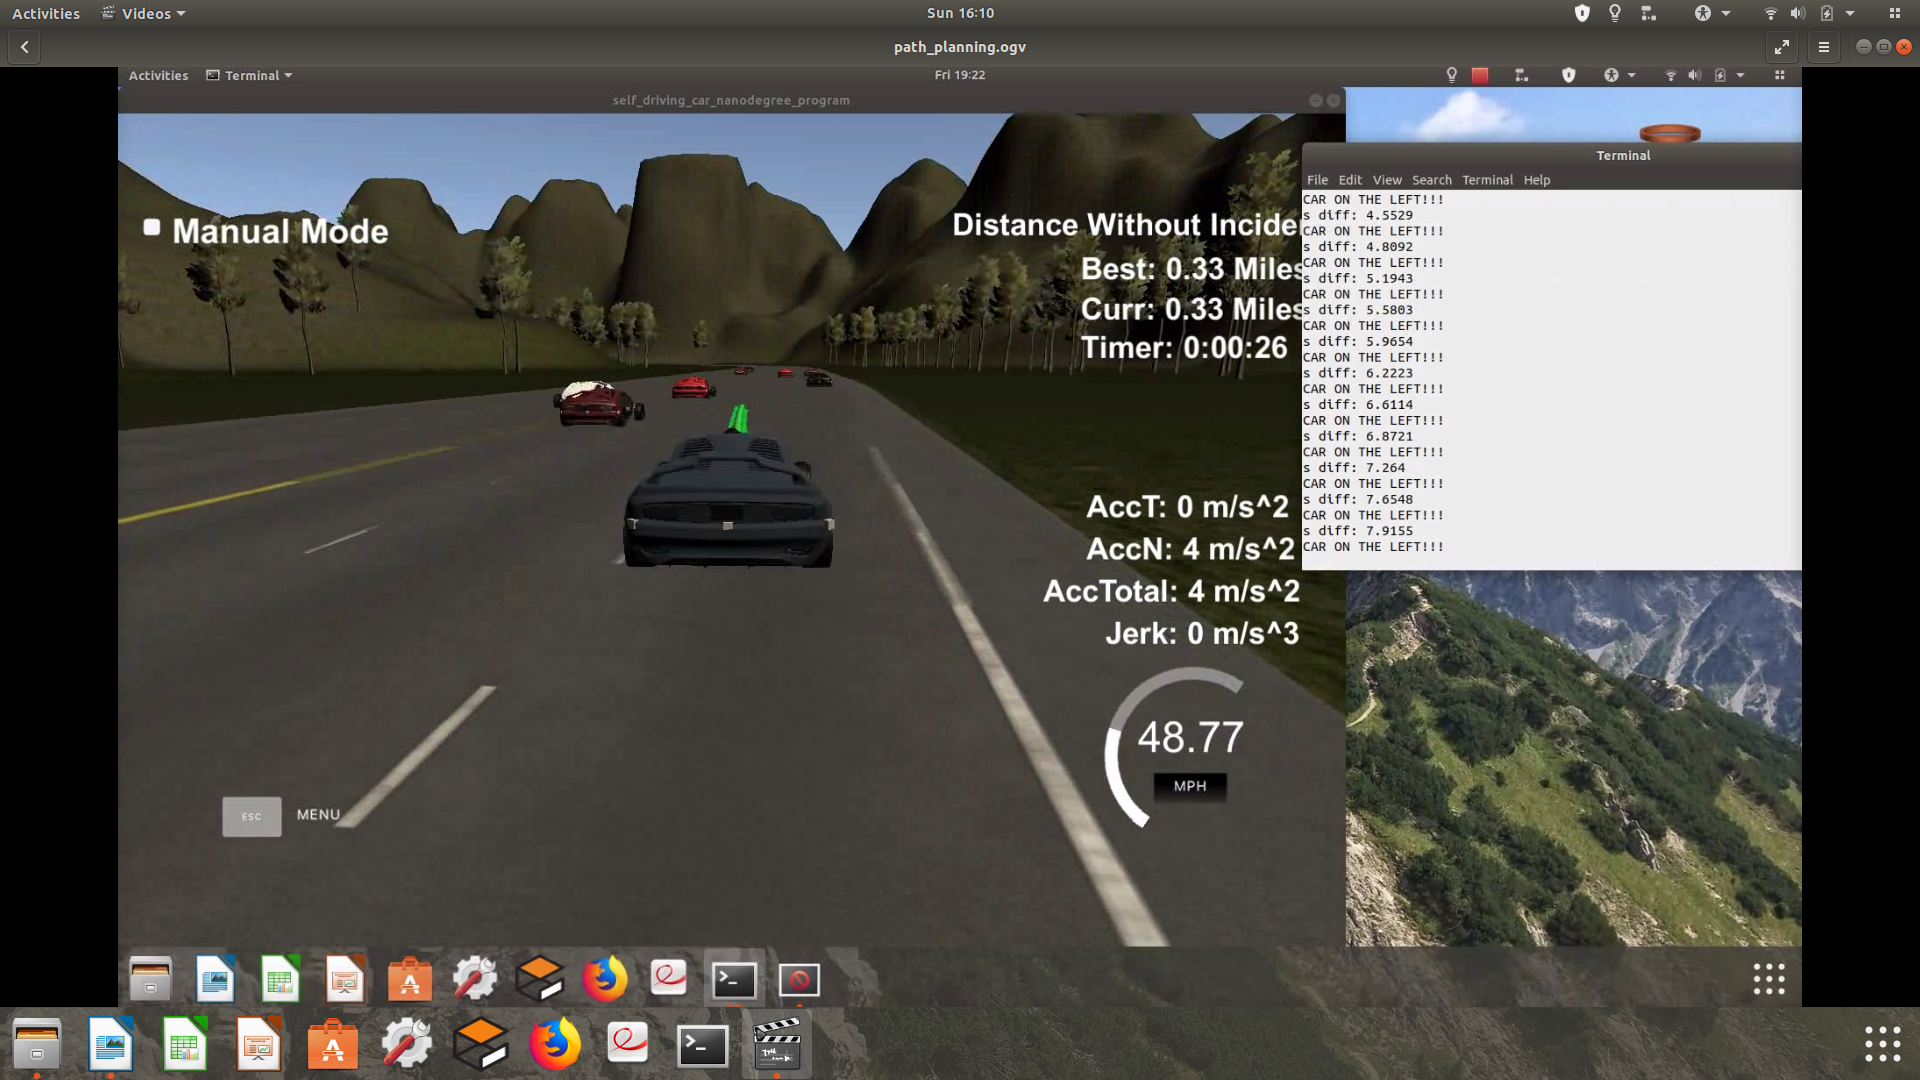 Activities Videos Sun 16:10
path_planning.ogv
Activities Terminal Fri 19:22
self_driving_car_nanodegree_program
Terminal
File Edit View Search Terminal Help
Manual Mode
Distance Without Incide
Best: 0.33 Miles
Curr: 0.33 Miles
Timer: 0:00:26
AccT: 0 m/s^2
AccN: 4 m/s^2
AccTotal: 4 m/s^2
Jerk: 0 m/s^3
48.77
MPH
ESC MENU
CAR ON THE LEFT!!!
s diff: 4.5529
CAR ON THE LEFT!!!
s diff: 4.8092
CAR ON THE LEFT!!!
s diff: 5.1943
CAR ON THE LEFT!!!
s diff: 5.5803
CAR ON THE LEFT!!!
s diff: 5.9654
CAR ON THE LEFT!!!
s diff: 6.2223
CAR ON THE LEFT!!!
s diff: 6.6114
CAR ON THE LEFT!!!
s diff: 6.8721
CAR ON THE LEFT!!!
s diff: 7.264
CAR ON THE LEFT!!!
s diff: 7.6548
CAR ON THE LEFT!!!
s diff: 7.9155
CAR ON THE LEFT!!!